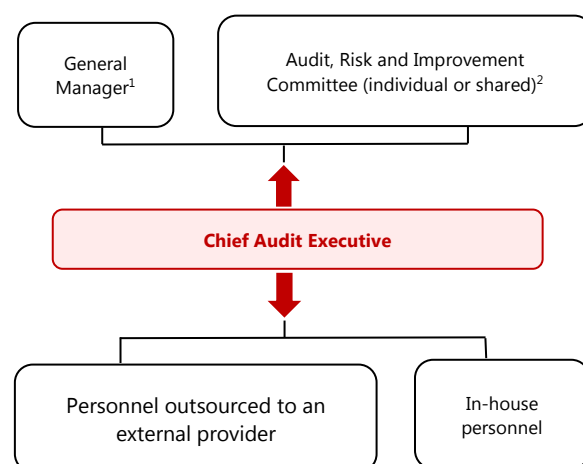 General
Manager¹
Audit, Risk and Improvement
Committee (individual or shared)²
Chief Audit Executive
Personnel outsourced to an
external provider
In-house
personnel